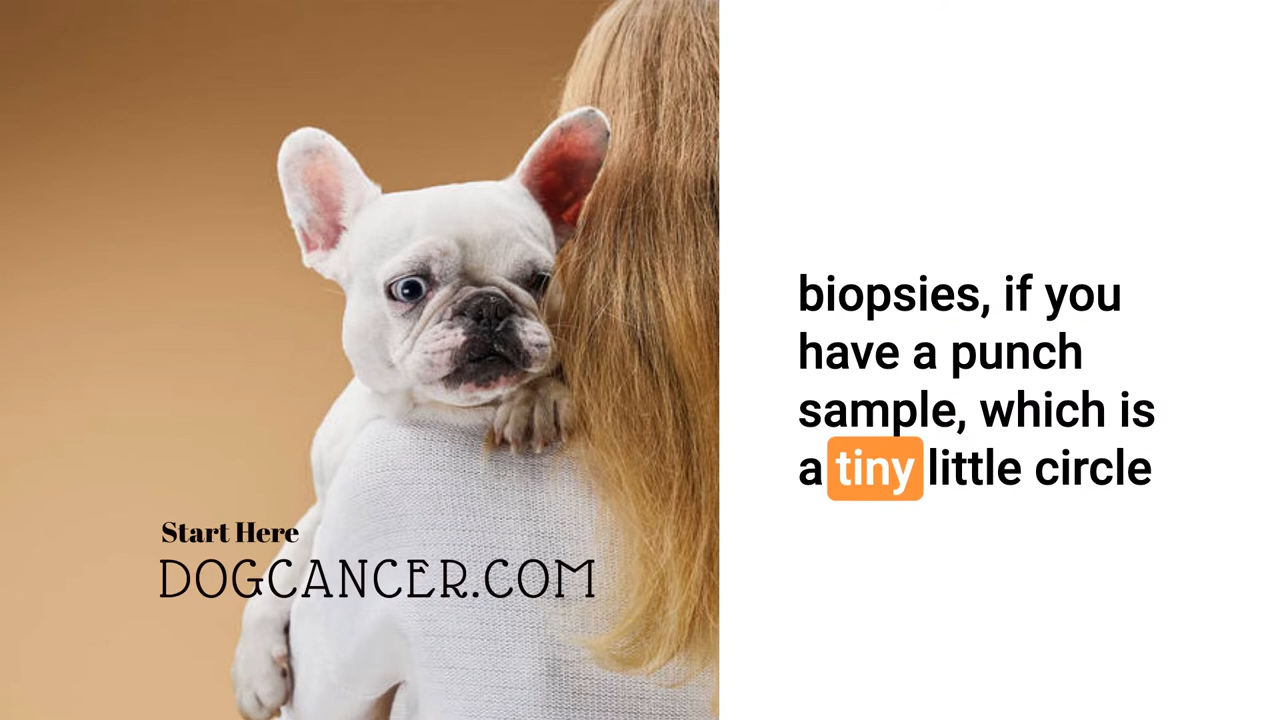 Start Here
DOGCANCER.COM
biopsies, if you
have a punch
sample, which is
a tiny little circle